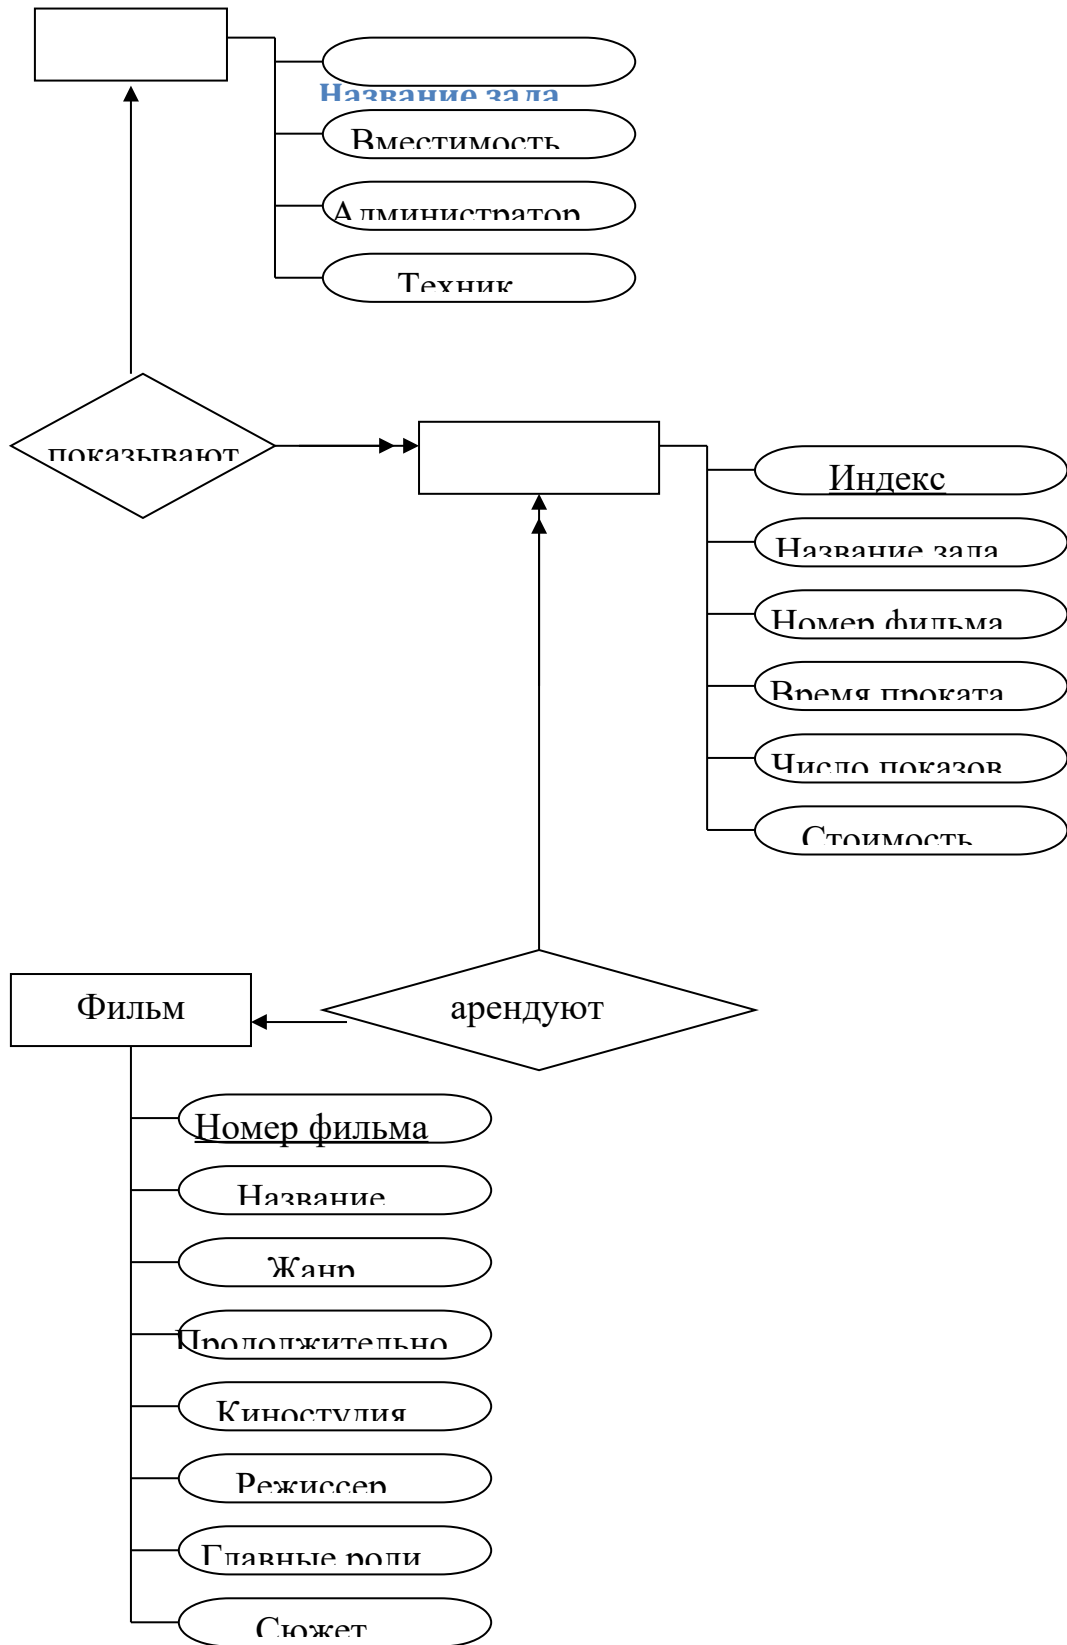 Название зала
Вместимость
Администратор
Техник
показывают
Индекс
Название зала
Номер фильма
Время проката
Число показов
Стоимость
Фильм
арендуют
Номер фильма
Название
Жанр
Продолжительно
Киностудия
Режиссер
Главные роли
Сюжет